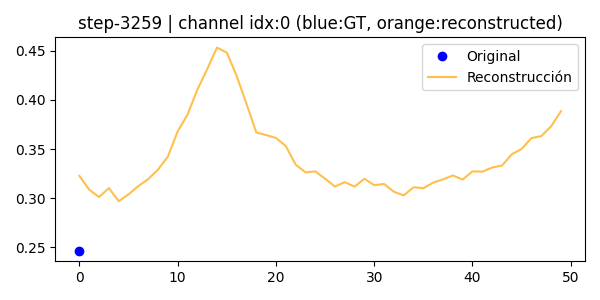 step-3259 | channel idx:0 (blue:GT, orange:reconstructed)
Original
Reconstrucción
0.45
0.40
0.35
0.30
0.25
0 10 20 30 40 50